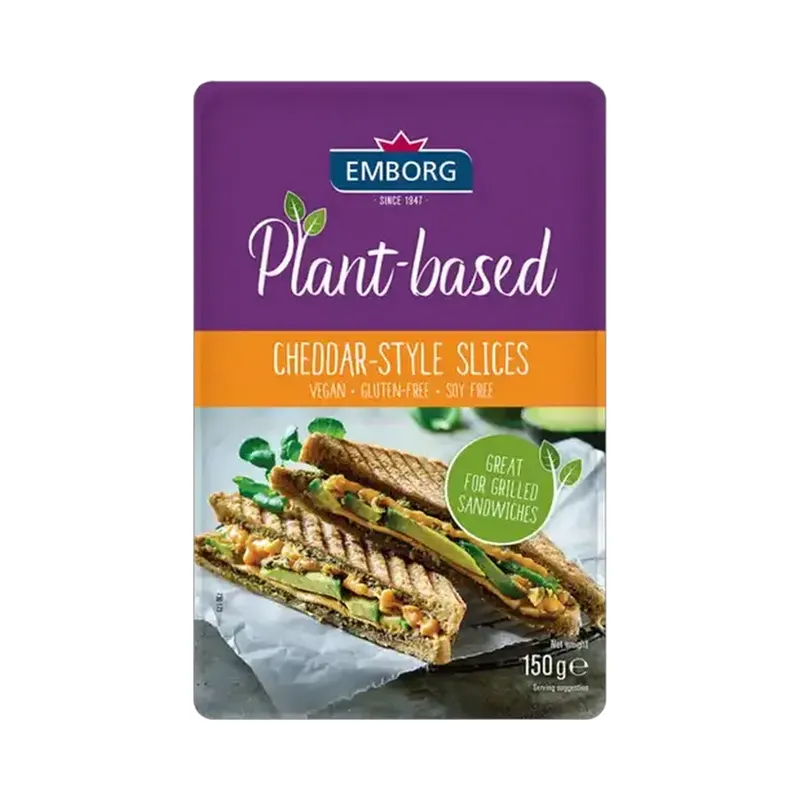 EMBORG
· SINCE 1947 ·
Plant-based
CHEDDAR-STYLE SLICES
VEGAN • GLUTEN-FREE • SOY FREE
GREAT
FOR GRILLED
SANDWICHES
Net weight
150 g ℮
Serving suggestion